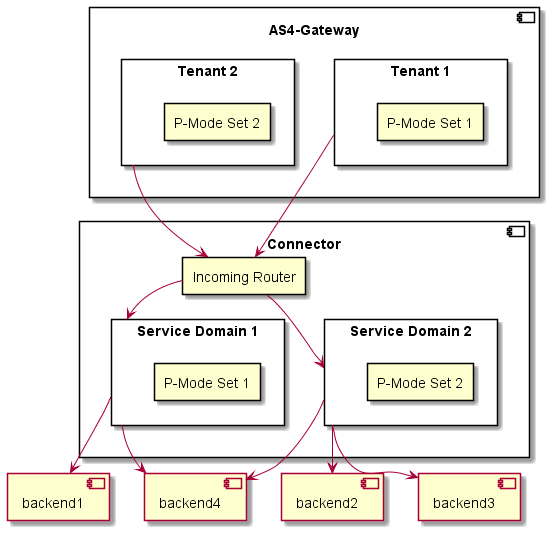 AS4-Gateway
Tenant 2
Tenant 1
P-Mode Set 2
P-Mode Set 1
Connector
Incoming Router
Service Domain 1
Service Domain 2
P-Mode Set 1
P-Mode Set 2
backend1
backend4
backend2
backend3